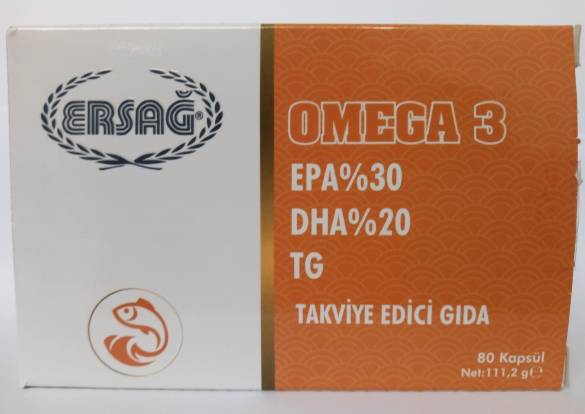 ERSAĞ®
OMEGA 3
EPA%30
DHA%20
TG
TAKVİYE EDİCİ GIDA
80 Kapsül
Net:111,2 g℮